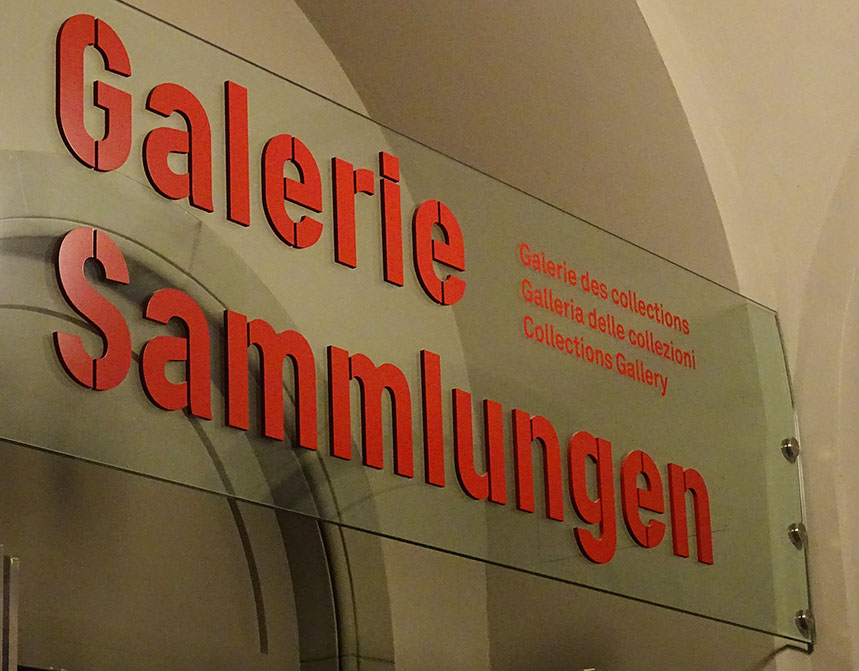 Galerie
Sammlungen
Galerie des collections
Galleria delle collezioni
Collections Gallery